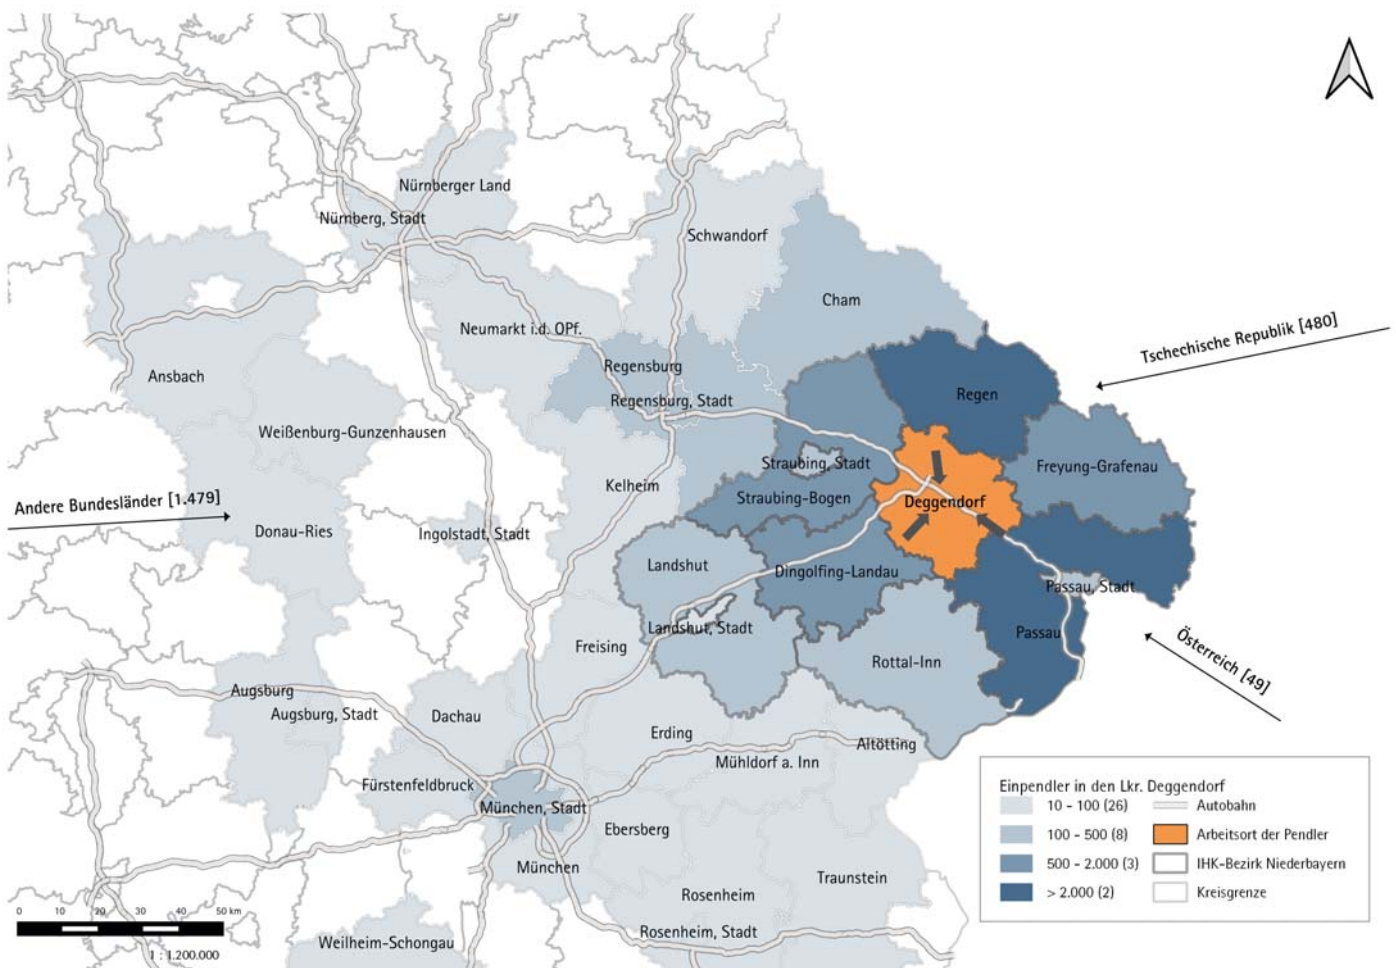 Nürnberger Land
Nürnberg, Stadt
Schwandorf
Cham
Neumarkt i.d. OPf.
Tschechische Republik [480]
Regensburg
Ansbach
Regen
Regensburg, Stadt
Weißenburg-Gunzenhausen
Straubing, Stadt
Freyung-Grafenau
Kelheim
Straubing-Bogen
Deggendorf
Andere Bundesländer [1.479]
Donau-Ries
Ingolstadt, Stadt
Landshut
Dingolfing-Landau
Passau, Stadt
Landshut, Stadt
Passau
Freising
Rottal-Inn
Österreich [49]
Augsburg
Augsburg, Stadt
Dachau
Erding
Altötting
Mühldorf a. Inn
Fürstenfeldbruck
München, Stadt
Ebersberg
München
Traunstein
Rosenheim
Rosenheim, Stadt
Weilheim-Schongau
Einpendler in den Lkr. Deggendorf
10 - 100 (26) Autobahn
100 - 500 (8) Arbeitsort der Pendler
500 - 2.000 (3) IHK-Bezirk Niederbayern
> 2.000 (2) Kreisgrenze
0 10 20 30 40 50 km
1 : 1.200.000